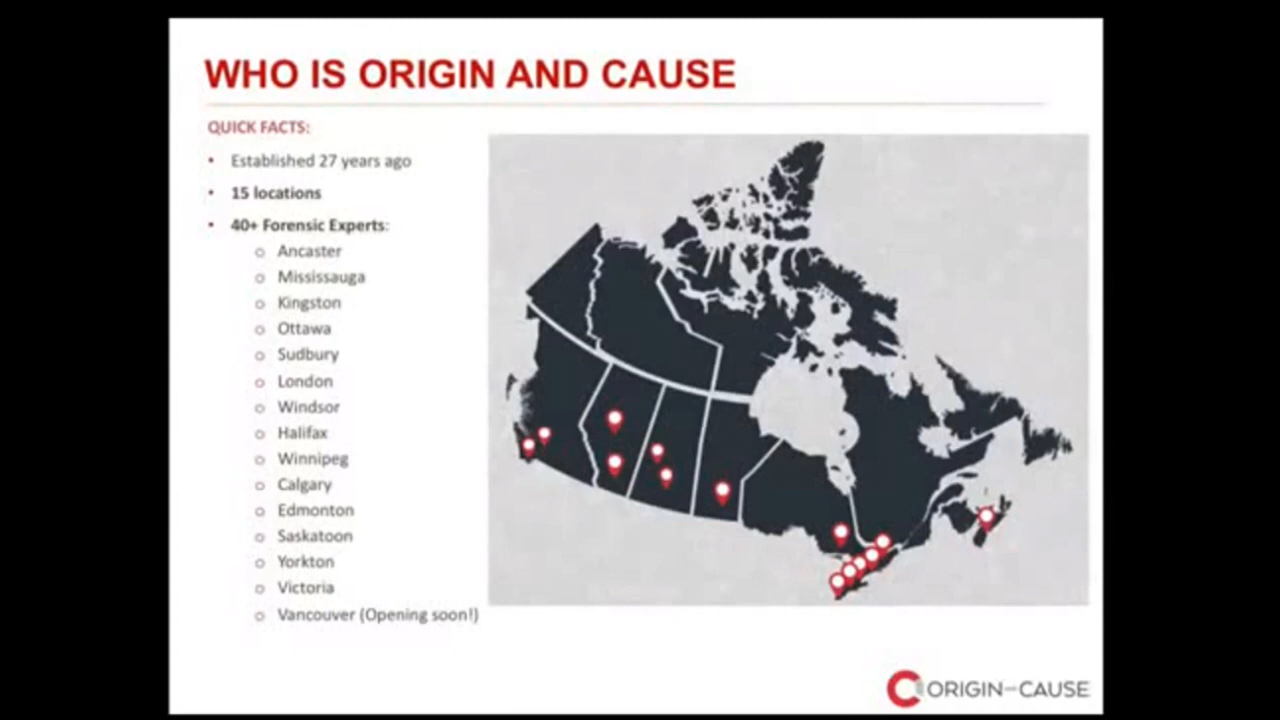 WHO IS ORIGIN AND CAUSE
QUICK FACTS:
• Established 27 years ago
• 15 locations
• 40+ Forensic Experts:
o Ancaster
o Mississauga
o Kingston
o Ottawa
o Sudbury
o London
o Windsor
o Halifax
o Winnipeg
o Calgary
o Edmonton
o Saskatoon
o Yorkton
o Victoria
o Vancouver (Opening soon!)
ORIGIN AND CAUSE